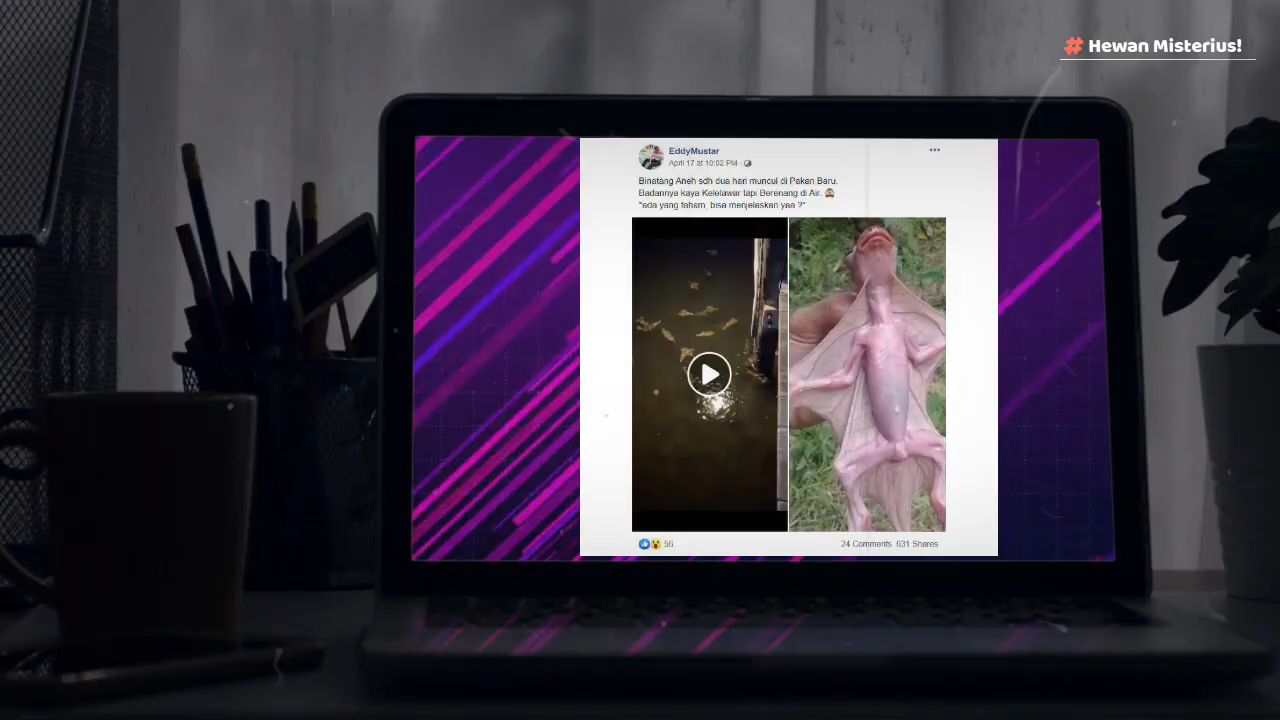 # Hewan Misterius!
EddyMustar
April 17 at 10:02 PM
Binatang Aneh sdh dua hari muncul di Pakan Baru.
Badannya kaya Kelelawar tapi Berenang di Air. 🙊
"ada yang faham, bisa menjelaskan yaa ?"
56
24 Comments 631 Shares